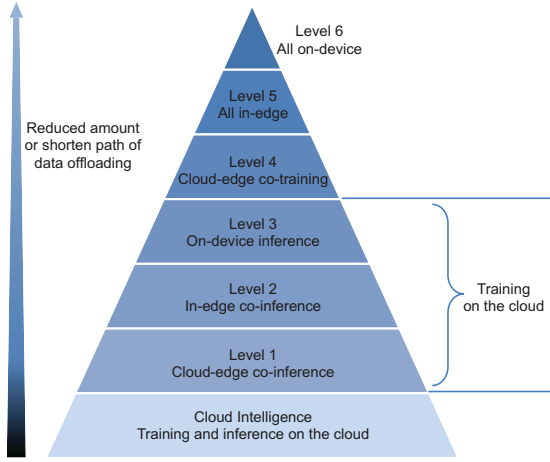 Level 6
All on-device
Level 5
All in-edge
Reduced amount
or shorten path of
data offloading
Level 4
Cloud-edge co-training
Level 3
On-device inference
Level 2
In-edge co-inference
Training
on the cloud
Level 1
Cloud-edge co-inference
Cloud Intelligence
Training and inference on the cloud